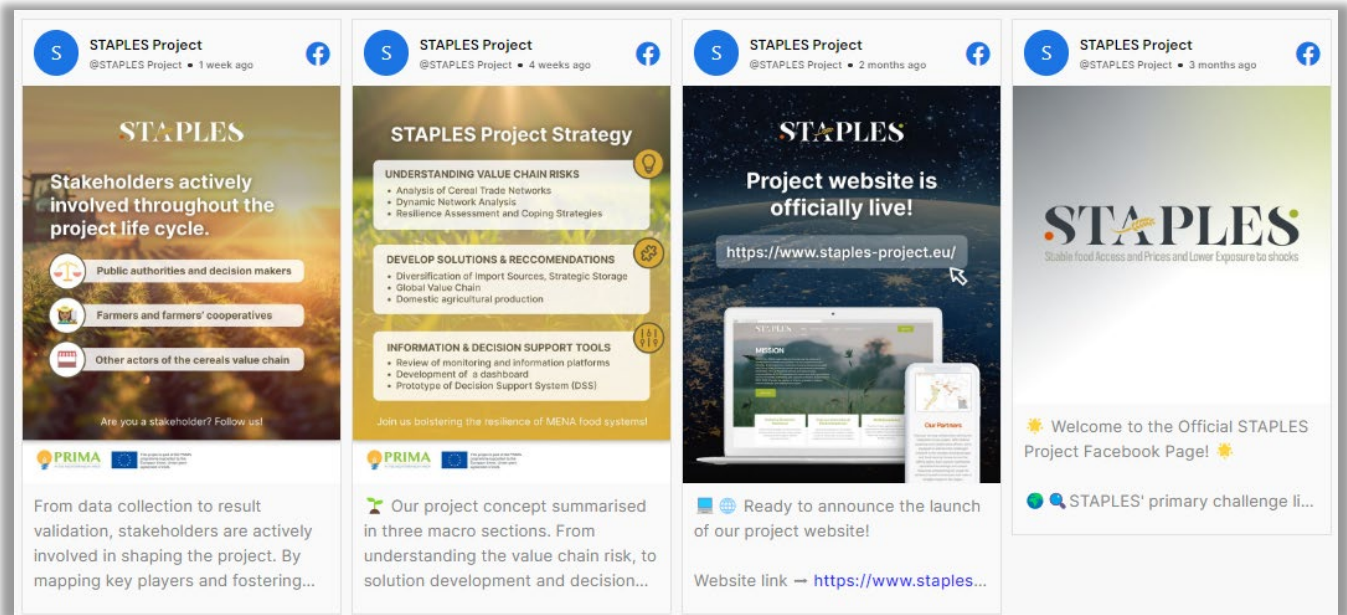 STAPLES Project
@STAPLES Project • 1 week ago
STAPLES
Stakeholders actively
involved throughout the
project life cycle.
Public authorities and decision makers
Farmers and farmers' cooperatives
Other actors of the cereals value chain
Are you a stakeholder? Follow us!
PRIMA
From data collection to result
validation, stakeholders are actively
involved in shaping the project. By
mapping key players and fostering...
STAPLES Project
@STAPLES Project • 4 weeks ago
STAPLES Project Strategy
UNDERSTANDING VALUE CHAIN RISKS
• Analysis of Cereal Trade Networks
• Dynamic Network Analysis
• Resilience Assessment and Coping Strategies
DEVELOP SOLUTIONS & RECCOMENDATIONS
• Diversification of Import Sources, Strategic Storage
• Global Value Chain
• Domestic agricultural production
INFORMATION & DECISION SUPPORT TOOLS
• Review of monitoring and information platforms
• Development of a dashboard
• Prototype of Decision Support System (DSS)
Join us bolstering the resilience of MENA food systems!
PRIMA
🌱 Our project concept summarised
in three macro sections. From
understanding the value chain risk, to
solution development and decision...
STAPLES Project
@STAPLES Project • 2 months ago
STAPLES
Project website is
officially live!
https://www.staples-project.eu/
STAPLES
MISSION
Our Partners
💻 🌐 Ready to announce the launch
of our project website!
Website link ➡ https://www.staples...
STAPLES Project
@STAPLES Project • 3 months ago
STAPLES
Stable food Access and Prices and Lower Exposure to shocks
🌟 Welcome to the Official STAPLES
Project Facebook Page! 🌟
🌍 🔍 STAPLES' primary challenge li...